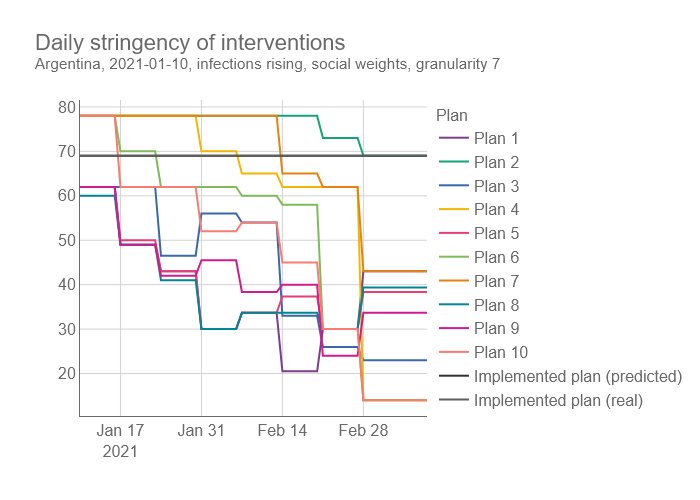 Daily stringency of interventions
Argentina, 2021-01-10, infections rising, social weights, granularity 7
80
70
60
50
40
30
20
Jan 17
2021
Jan 31
Feb 14
Feb 28
Plan
Plan 1
Plan 2
Plan 3
Plan 4
Plan 5
Plan 6
Plan 7
Plan 8
Plan 9
Plan 10
Implemented plan (predicted)
Implemented plan (real)